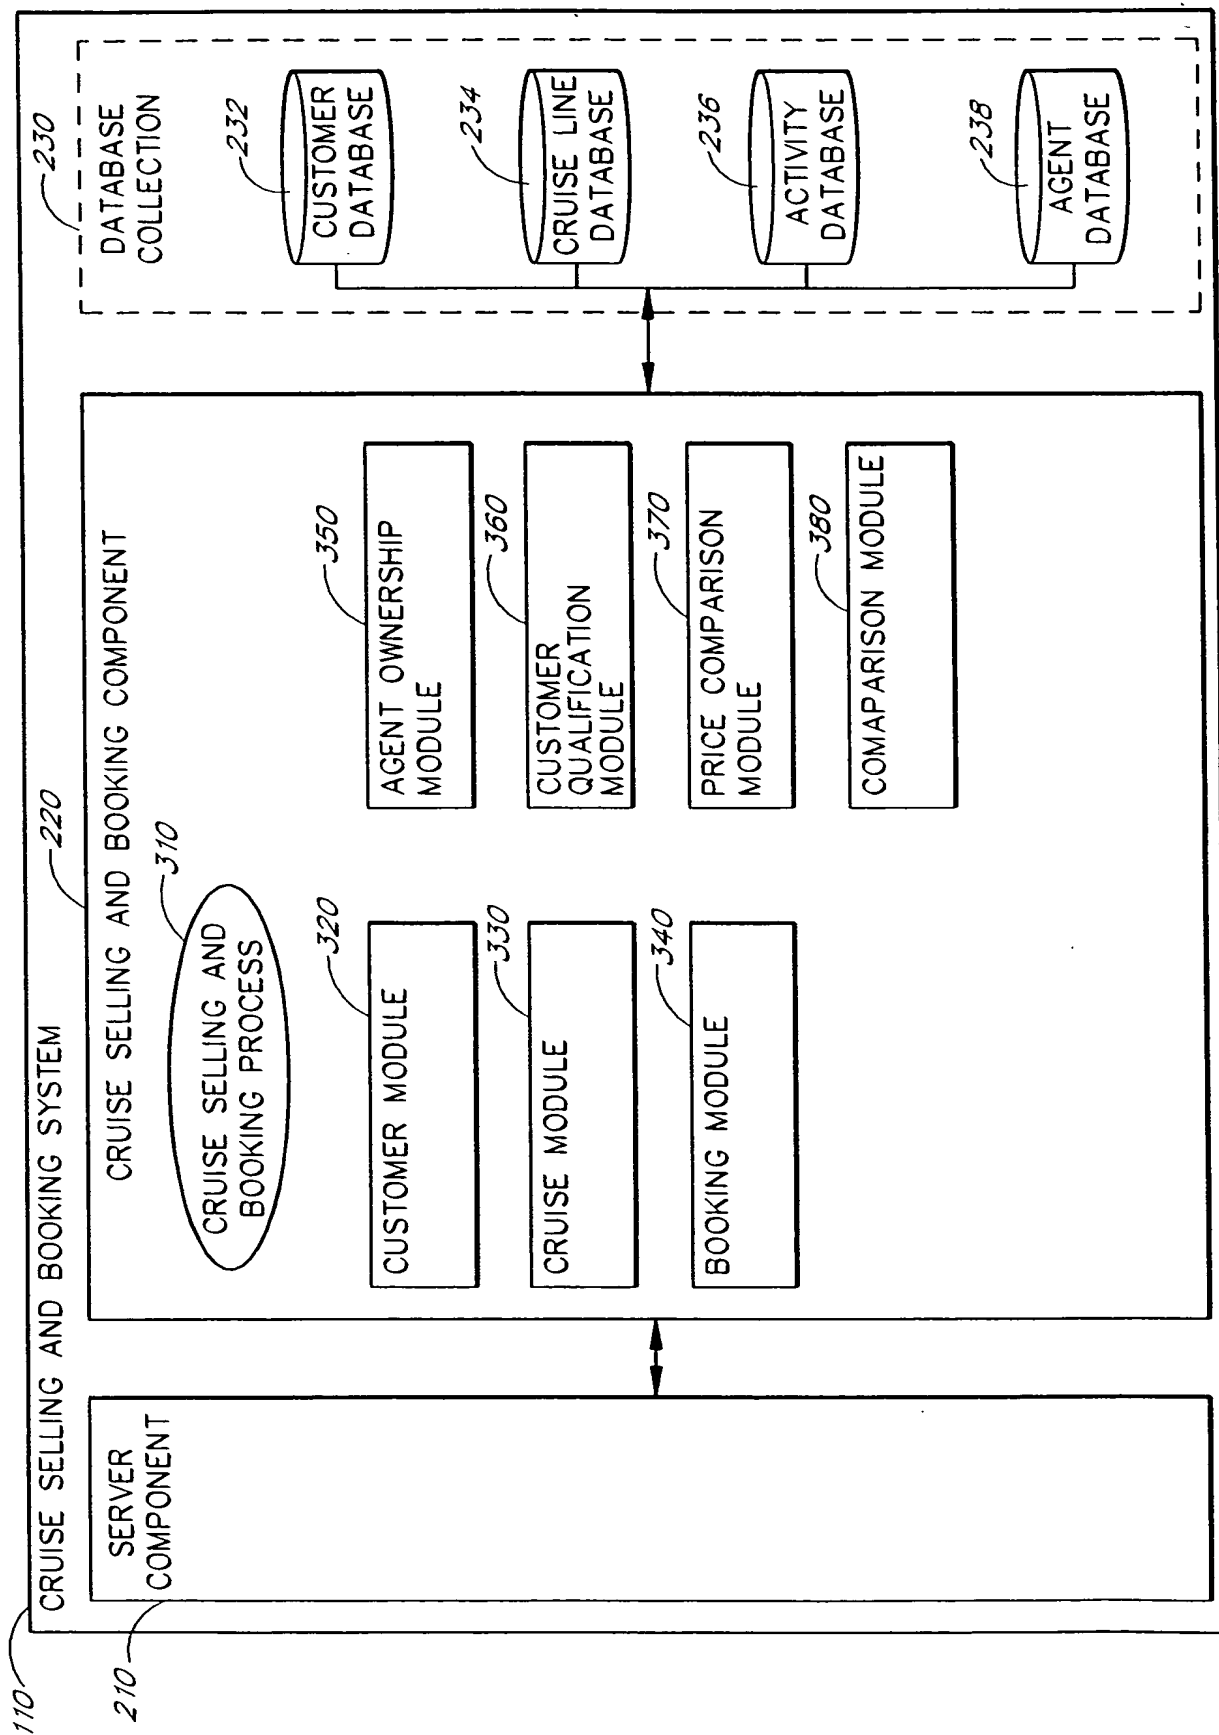 110
CRUISE SELLING AND BOOKING SYSTEM
210
SERVER
COMPONENT
220
CRUISE SELLING AND BOOKING COMPONENT
310
CRUISE SELLING AND
BOOKING PROCESS
320
CUSTOMER MODULE
330
CRUISE MODULE
340
BOOKING MODULE
350
AGENT OWNERSHIP
MODULE
360
CUSTOMER
QUALIFICATION
MODULE
370
PRICE COMPARISON
MODULE
380
COMAPARISON MODULE
230
DATABASE
COLLECTION
232
CUSTOMER
DATABASE
234
CRUISE LINE
DATABASE
236
ACTIVITY
DATABASE
238
AGENT
DATABASE